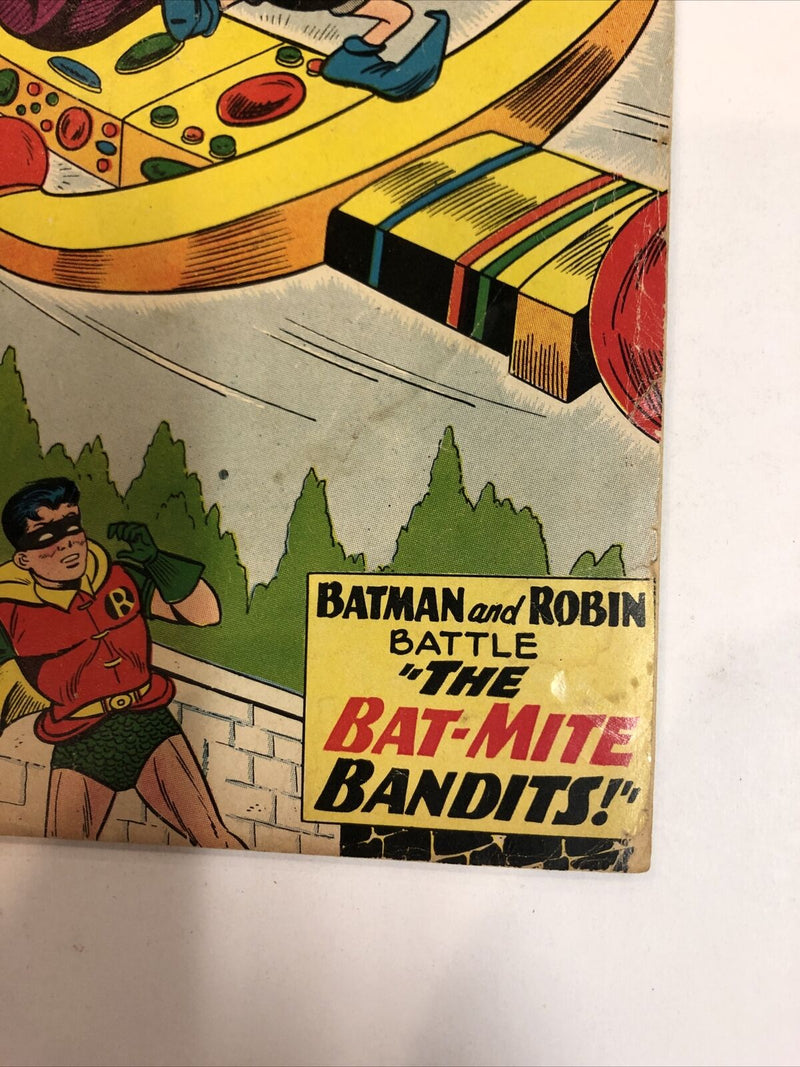 R
BATMAN and ROBIN
BATTLE
"THE
BAT-MITE
BANDITS!"